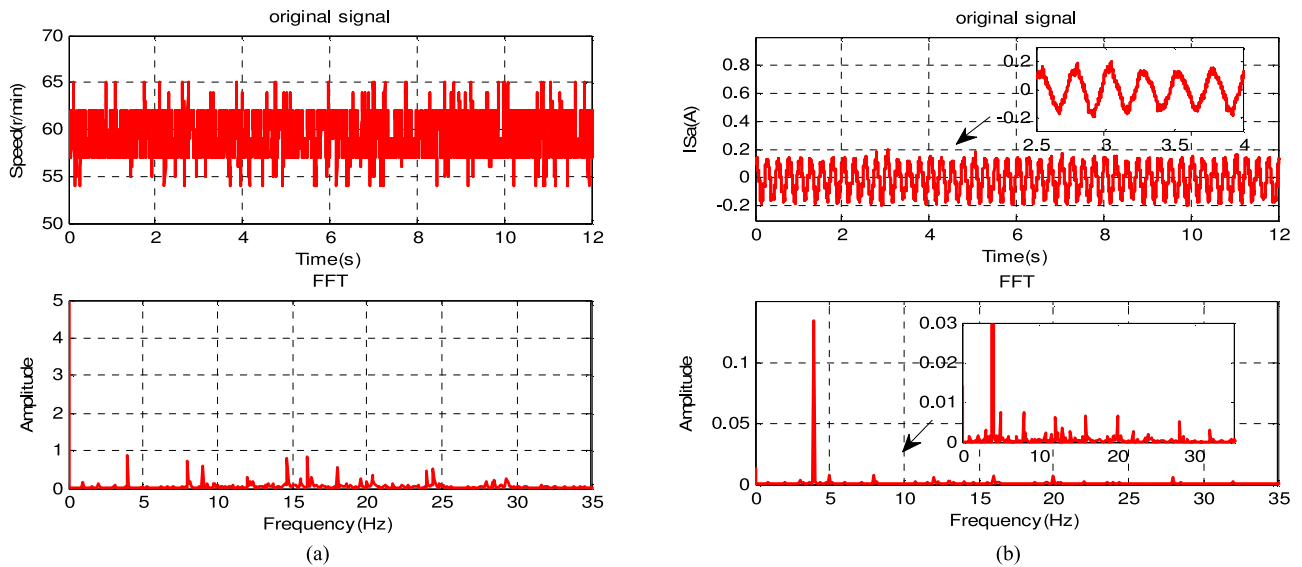 original signal
70
65
60
55
50
Speed(r/min)
0 2 4 6 8 10 12
Time(s)
FFT
5
4
3
2
1
0
Amplitude
0 5 10 15 20 25 30 35
Frequency(Hz)
(a)
original signal
0.8
0.6
0.4
0.2
0
-0.2
ISa(A)
0.2
0
-0.2
2.5 3 3.5 4
0 2 4 6 8 10 12
Time(s)
FFT
0.1
0.05
0
Amplitude
0.03
0.02
0.01
0
0 10 20 30
0 5 10 15 20 25 30 35
Frequency(Hz)
(b)